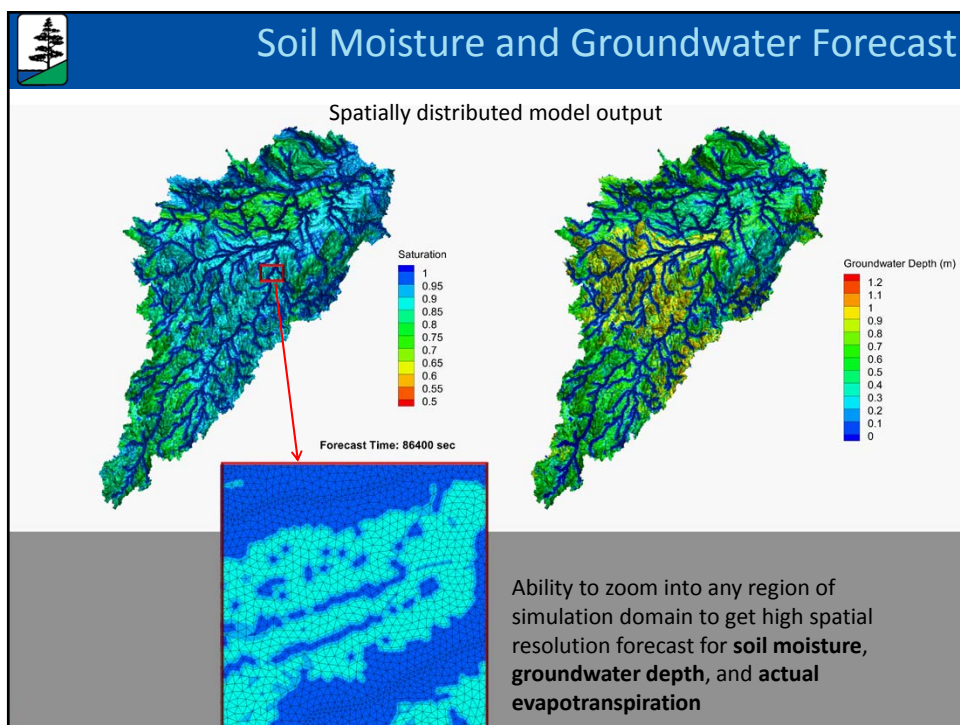 Soil Moisture and Groundwater Forecast
Spatially distributed model output
Saturation
1
0.95
0.9
0.85
0.8
0.75
0.7
0.65
0.6
0.55
0.5
Groundwater Depth (m)
1.2
1.1
1
0.9
0.8
0.7
0.6
0.5
0.4
0.3
0.2
0.1
0
Forecast Time: 86400 sec
Ability to zoom into any region of
simulation domain to get high spatial
resolution forecast for soil moisture,
groundwater depth, and actual
evapotranspiration